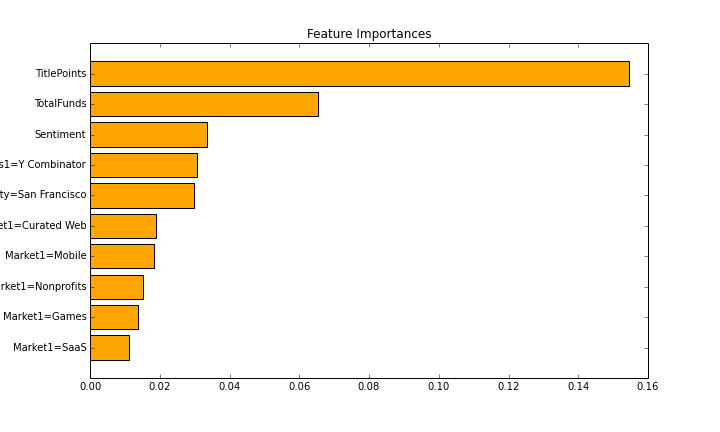 Feature Importances
TitlePoints
TotalFunds
Sentiment
s1=Y Combinator
ty=San Francisco
et1=Curated Web
Market1=Mobile
rket1=Nonprofits
Market1=Games
Market1=SaaS
0.00 0.02 0.04 0.06 0.08 0.10 0.12 0.14 0.16